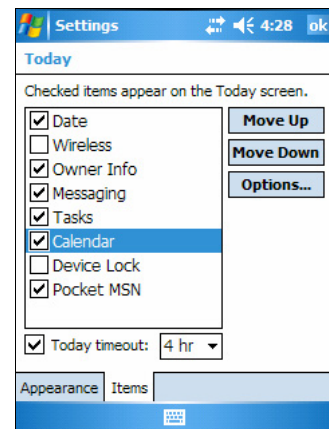 Settings 4:28 ok
Today
Checked items appear on the Today screen.
Date
Wireless
Owner Info
Messaging
Tasks
Calendar
Device Lock
Pocket MSN
Move Up
Move Down
Options...
Today timeout: 4 hr
Appearance Items